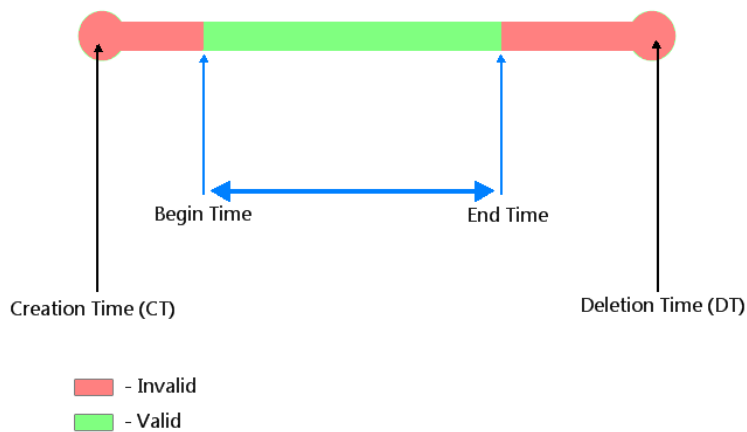 Begin Time
End Time
Creation Time (CT)
Deletion Time (DT)
- Invalid
- Valid